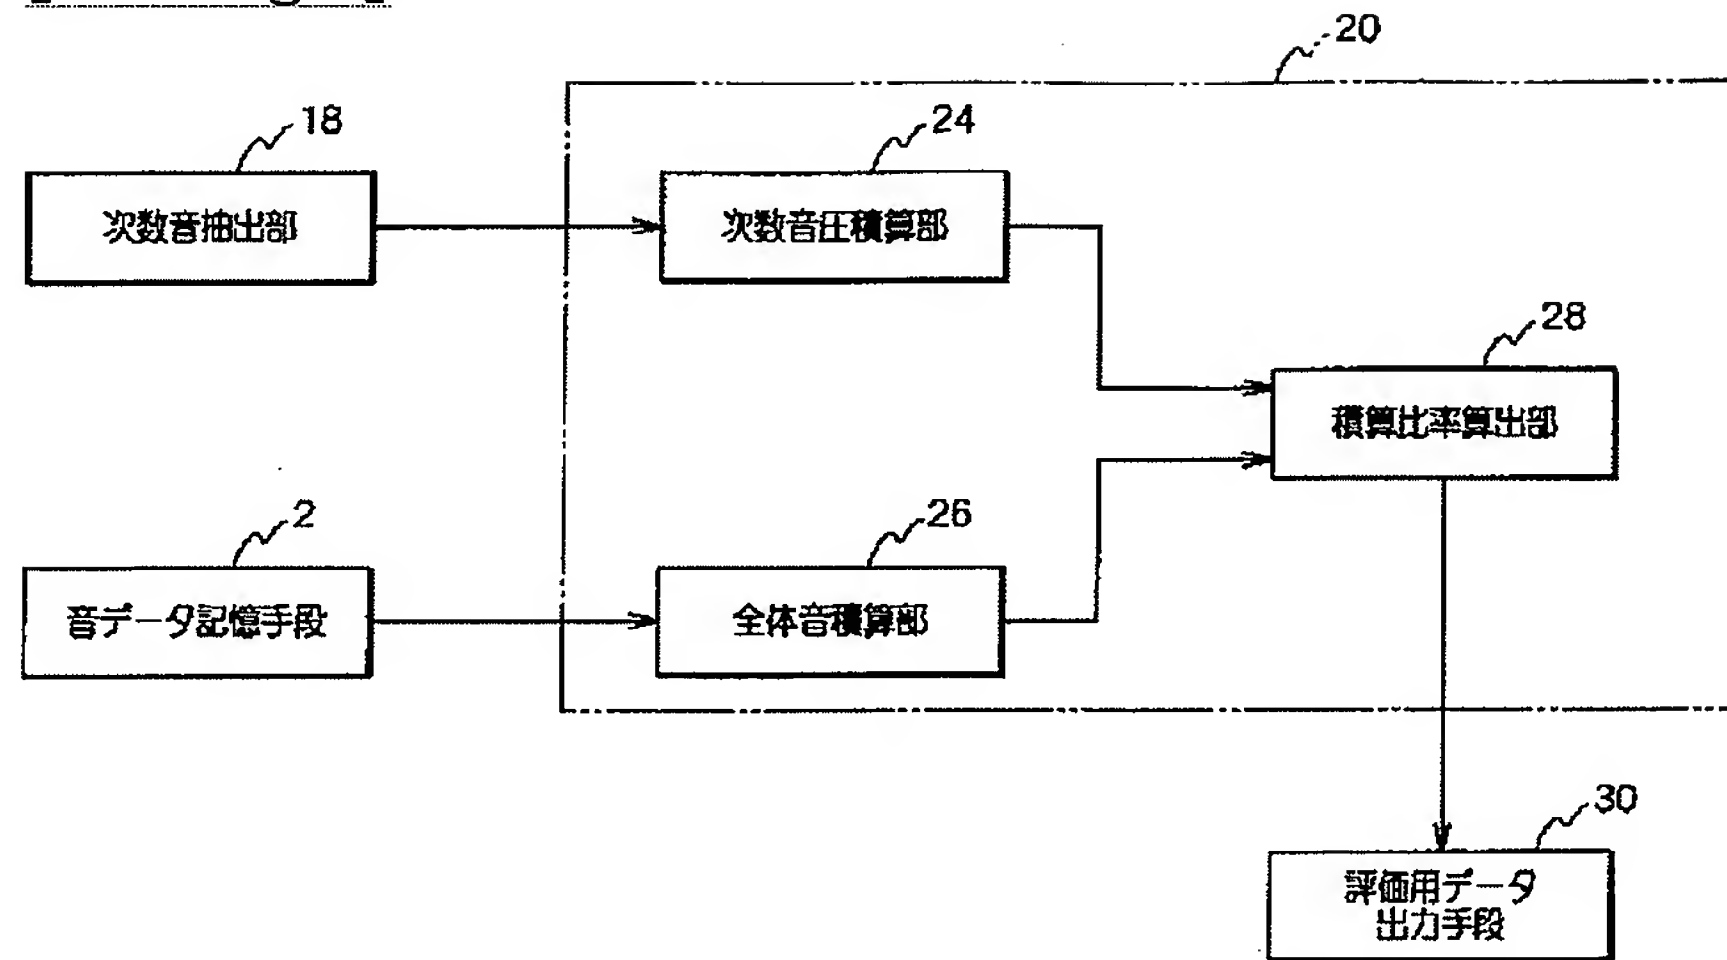 20
18
24
次数音抽出部
次数音圧積算部
28
積算比率算出部
2
26
音データ記憶手段
全体音積算部
30
評価用データ
出力手段